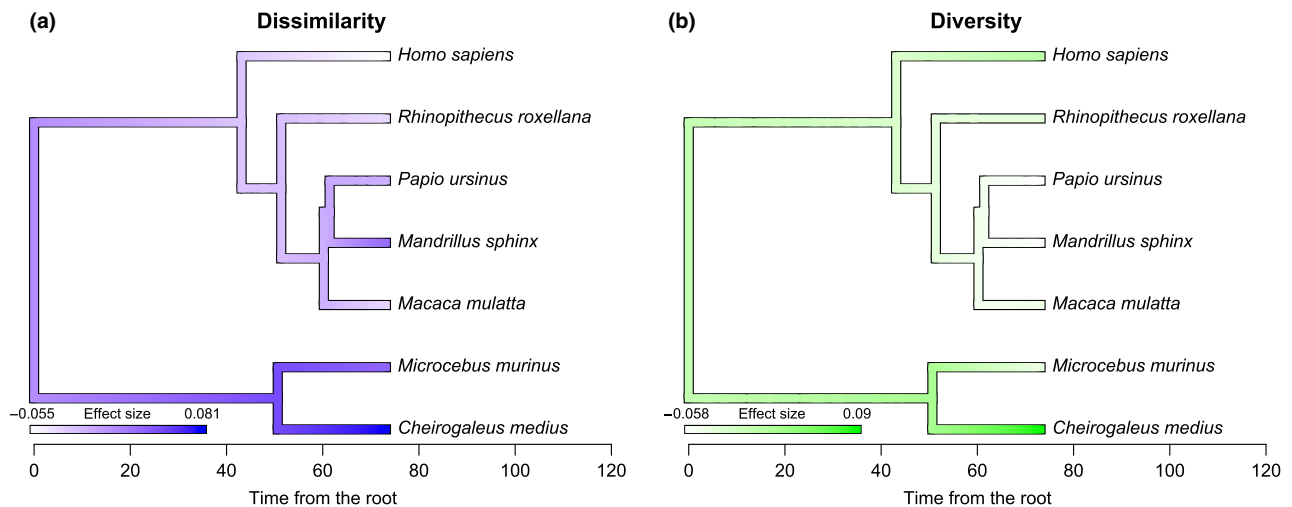 (a) Dissimilarity
Homo sapiens
Rhinopithecus roxellana
Papio ursinus
Mandrillus sphinx
Macaca mulatta
Microcebus murinus
Cheirogaleus medius
−0.055 Effect size 0.081
0 20 40 60 80 100 120
Time from the root
(b) Diversity
Homo sapiens
Rhinopithecus roxellana
Papio ursinus
Mandrillus sphinx
Macaca mulatta
Microcebus murinus
Cheirogaleus medius
−0.058 Effect size 0.09
0 20 40 60 80 100 120
Time from the root